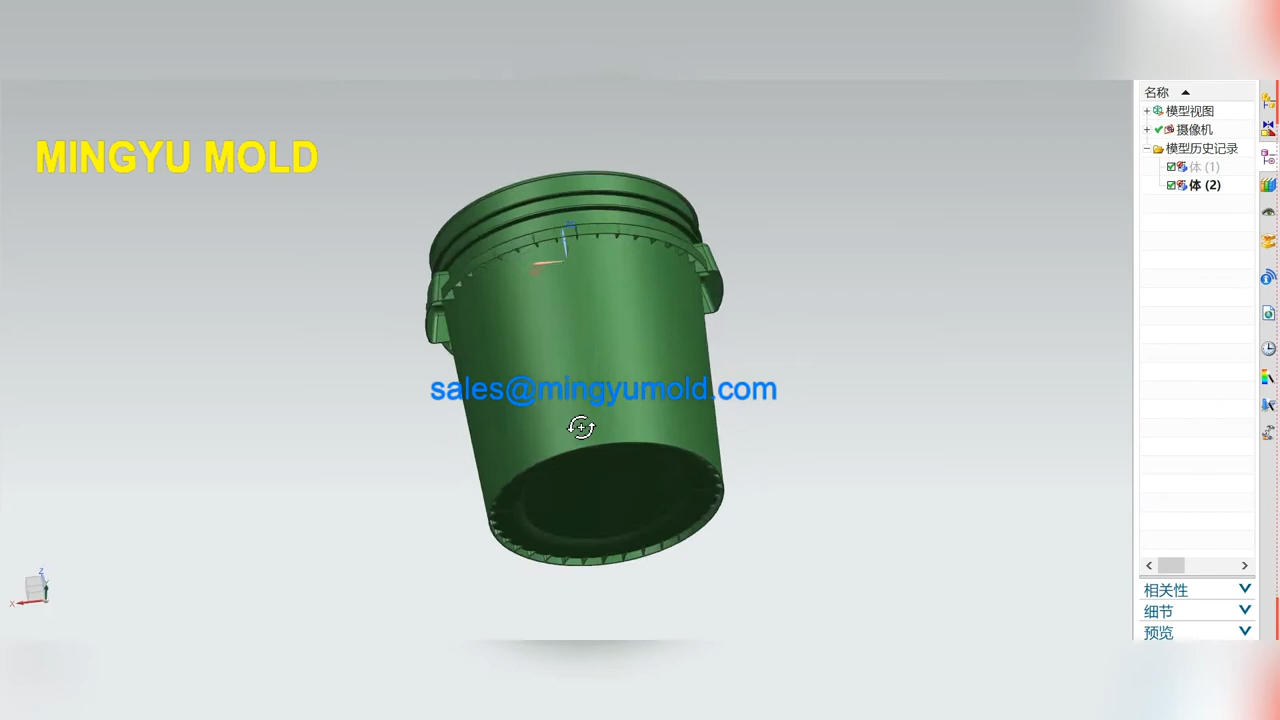 MINGYU MOLD
sales@mingyumold.com
名称
模型视图
摄像机
模型历史记录
体 (1)
体 (2)
相关性
细节
预览
Z
X